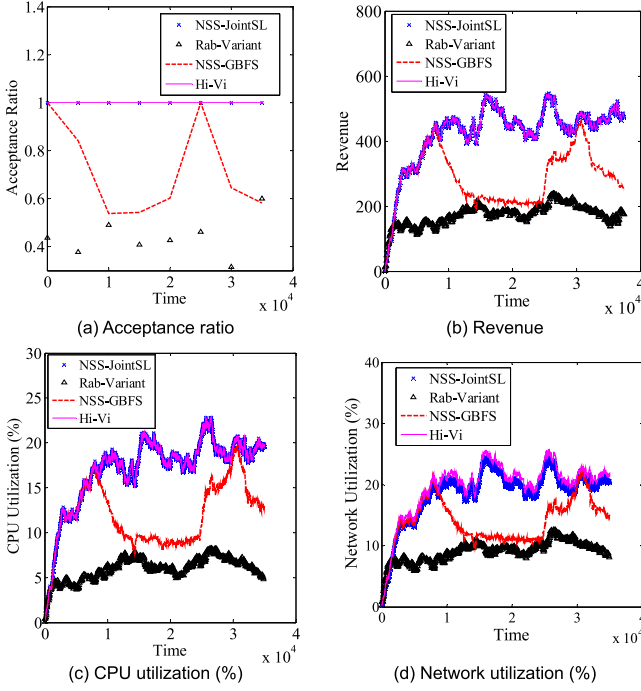 1.4
1.2
1
0.8
0.6
0.4
Acceptance Ratio
NSS-JointSL
Rab-Variant
NSS-GBFS
Hi-Vi
0
1
2
3
4
Time
x 10^4
(a) Acceptance ratio
800
600
400
200
0
Revenue
NSS-JointSL
Rab-Variant
NSS-GBFS
Hi-Vi
0
1
2
3
4
Time
x 10^4
(b) Revenue
30
25
20
15
10
5
0
CPU Utilization (%)
NSS-JointSL
Rab-Variant
NSS-GBFS
Hi-Vi
0
1
2
3
4
Time
x 10^4
(c) CPU utilization (%)
40
30
20
10
0
Network Utilization (%)
NSS-JointSL
Rab-Variant
NSS-GBFS
Hi-Vi
0
1
2
3
4
Time
x 10^4
(d) Network utilization (%)